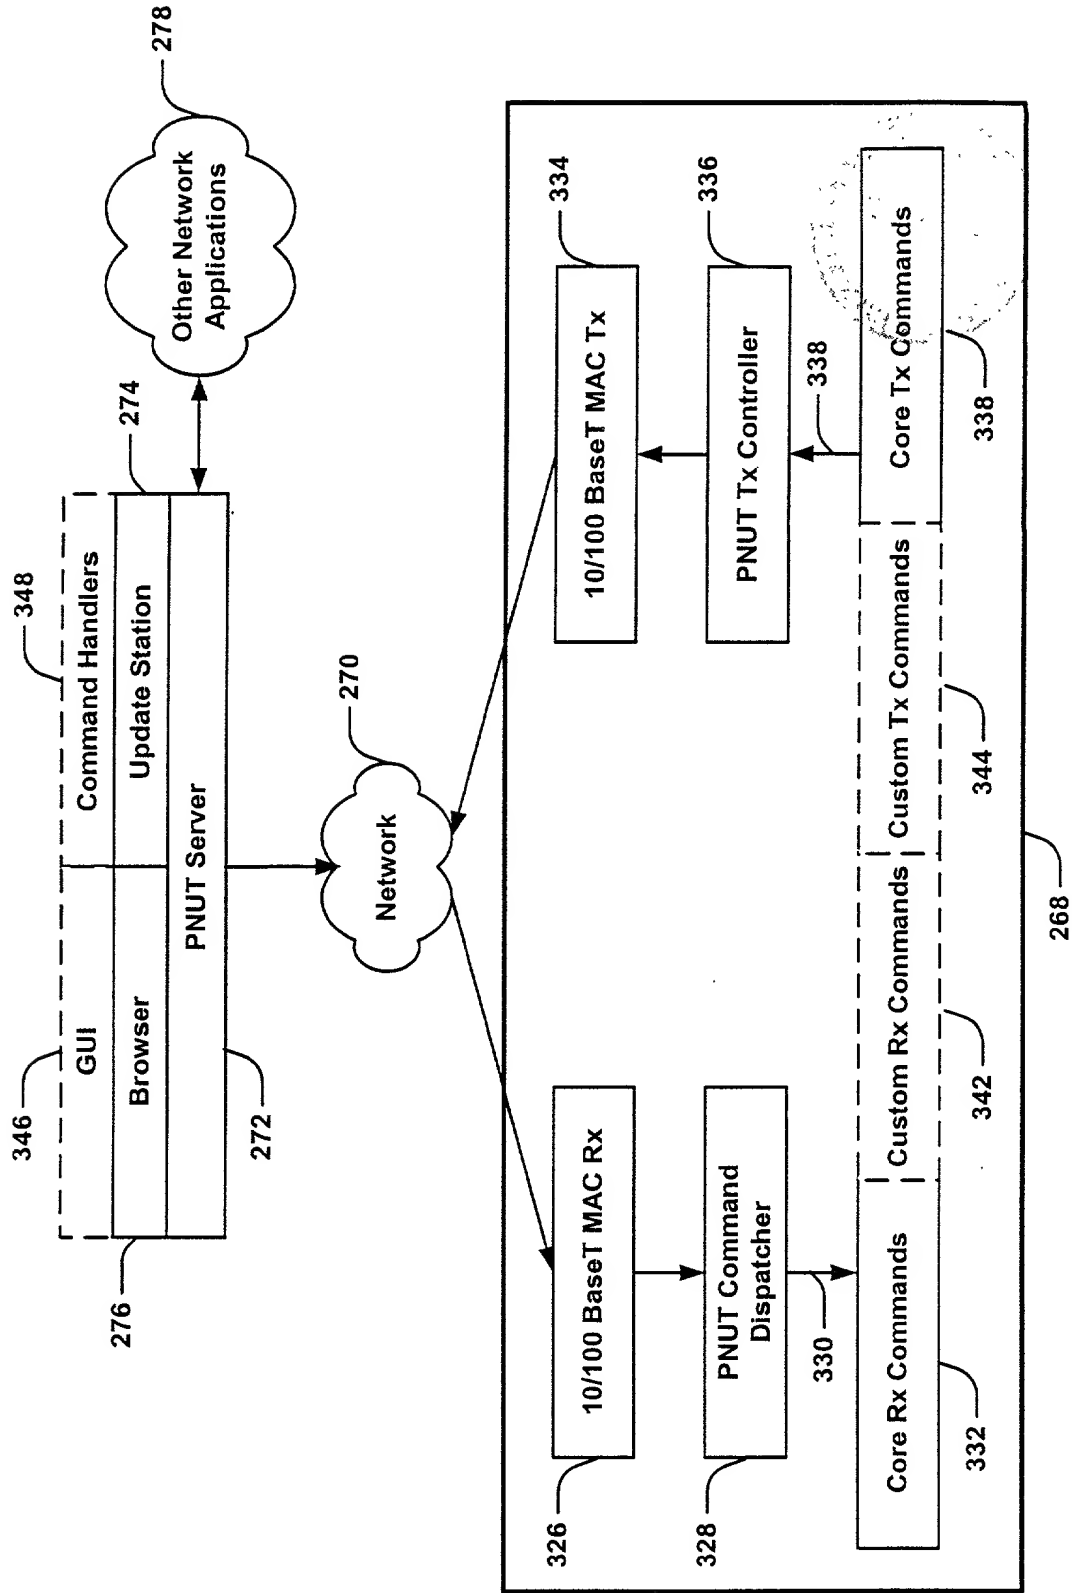 346
348
GUI
Command Handlers
276
Browser
Update Station
274
PNUT Server
272
Other Network
Applications
278
Network
270
326
10/100 BaseT MAC Rx
10/100 BaseT MAC Tx
334
328
PNUT Command
Dispatcher
PNUT Tx Controller
336
330
338
Core Rx Commands
Custom Rx Commands
Custom Tx Commands
Core Tx Commands
332
342
344
338
268